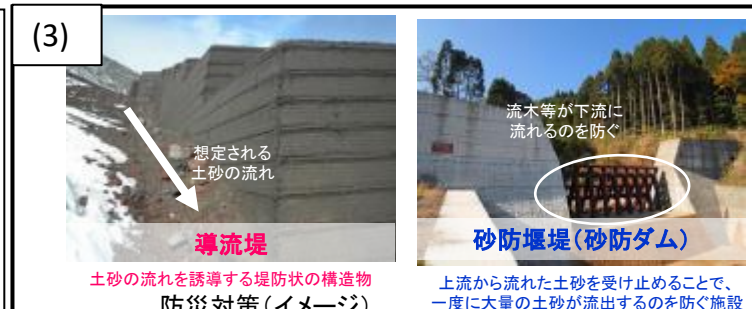 (3)
想定される
土砂の流れ
導流堤
土砂の流れを誘導する堤防状の構造物
防災対策(イメージ)
流木等が下流に
流れるのを防ぐ
砂防堰堤(砂防ダム)
上流から流れた土砂を受け止めることで、
一度に大量の土砂が流出するのを防ぐ施設